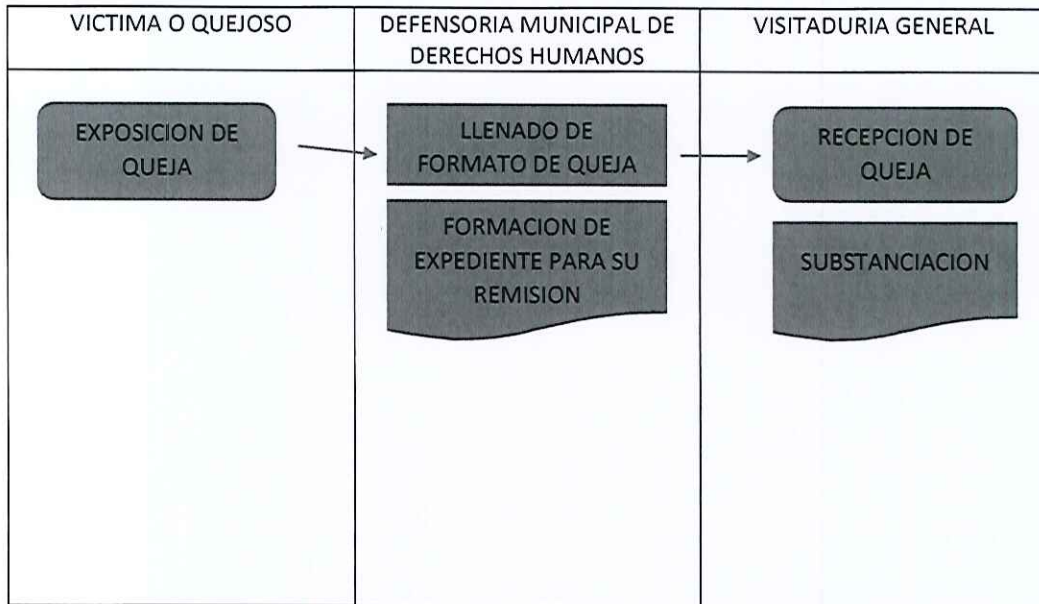 VICTIMA O QUEJOSO
DEFENSORIA MUNICIPAL DE
DERECHOS HUMANOS
VISITADURIA GENERAL
EXPOSICION DE
QUEJA
LLENADO DE
FORMATO DE QUEJA
RECEPCION DE
QUEJA
FORMACION DE
EXPEDIENTE PARA SU
REMISION
SUBSTANCIACION